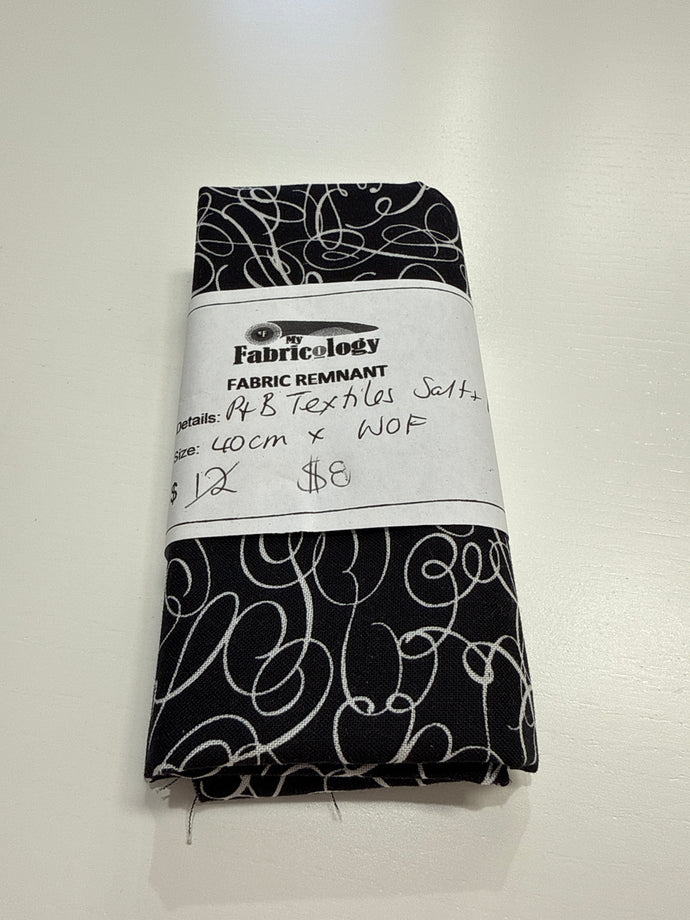 My
Fabricology
FABRIC REMNANT
Details: P+B Textiles Salt +
Size: 40cm x WOF
$ 12 $8